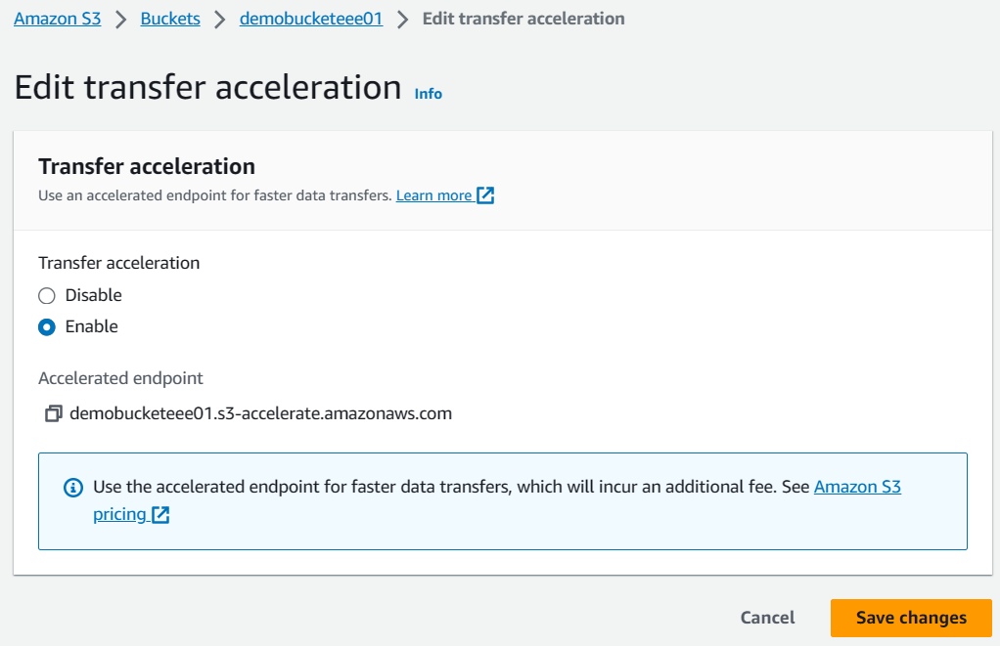 Amazon S3 > Buckets > demobucketeee01 > Edit transfer acceleration
Edit transfer acceleration Info
Transfer acceleration
Use an accelerated endpoint for faster data transfers. Learn more
Transfer acceleration
Disable
Enable
Accelerated endpoint
demobucketeee01.s3-accelerate.amazonaws.com
Use the accelerated endpoint for faster data transfers, which will incur an additional fee. See Amazon S3
pricing
Cancel Save changes